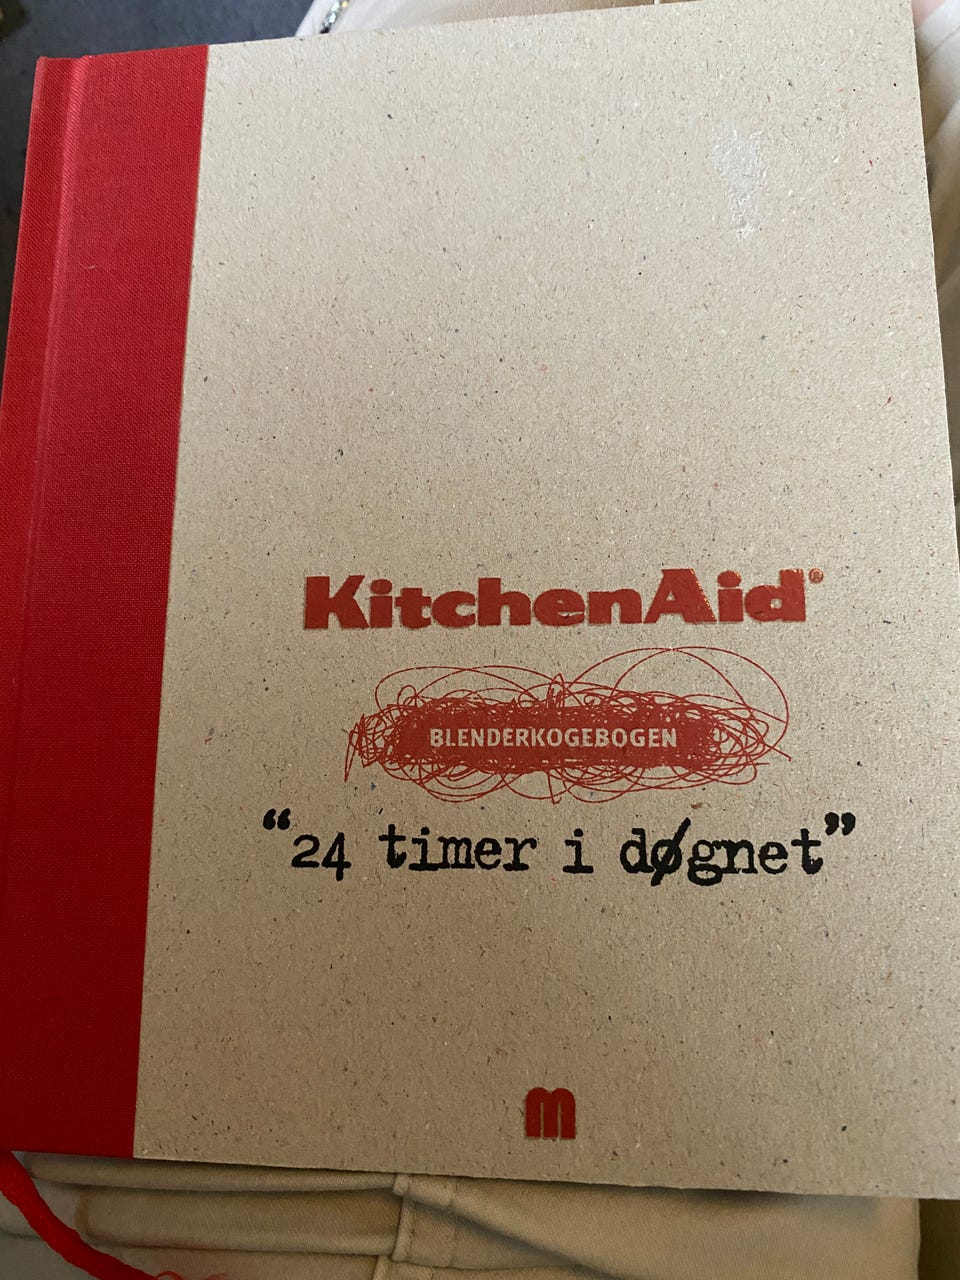 KitchenAid®
BLENDERKOGEBOGEN
“24 timer i døgnet”
m